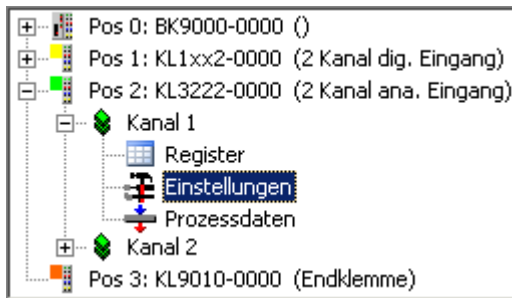 Pos 0: BK9000-0000 ()
Pos 1: KL1xx2-0000 (2 Kanal dig. Eingang)
Pos 2: KL3222-0000 (2 Kanal ana. Eingang)
Kanal 1
Register
Einstellungen
Prozessdaten
Kanal 2
Pos 3: KL9010-0000 (Endklemme)